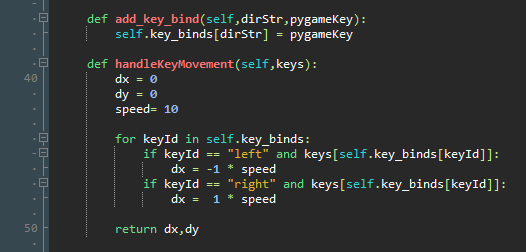 def add_key_bind(self,dirStr,pygameKey):
self.key_binds[dirStr] = pygameKey
def handleKeyMovement(self,keys):
40 dx = 0
dy = 0
speed= 10
for keyId in self.key_binds:
if keyId == "left" and keys[self.key_binds[keyId]]:
dx = -1 * speed
if keyId == "right" and keys[self.key_binds[keyId]]:
dx =  1 * speed
50 return dx,dy